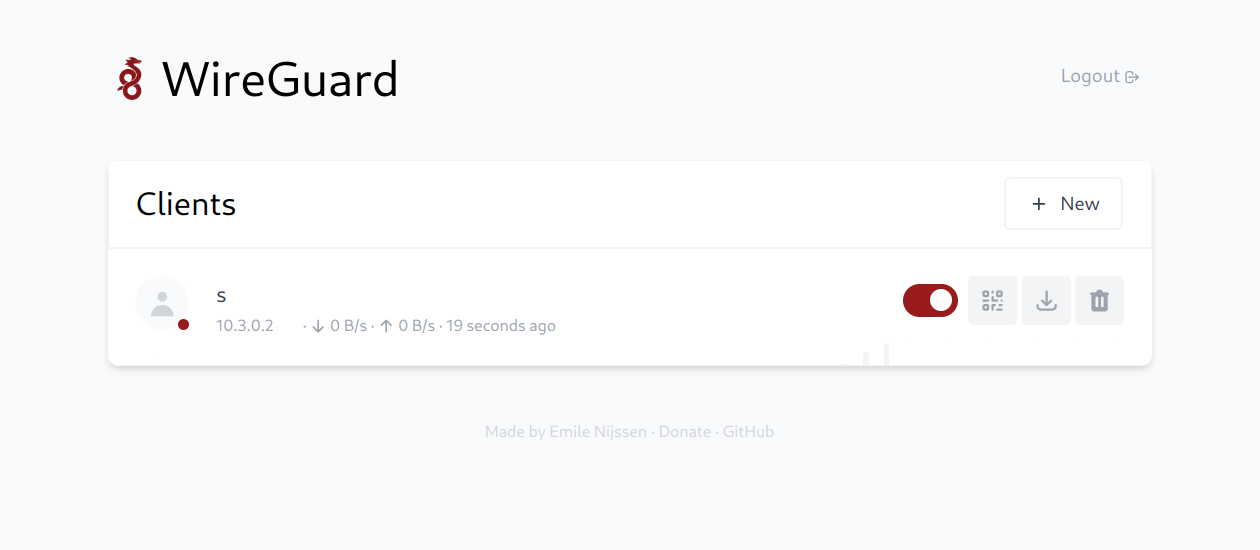 WireGuard
Logout
Clients
+ New
s
10.3.0.2 · ↓ 0 B/s · ↑ 0 B/s · 19 seconds ago
Made by Emile Nijssen · Donate · GitHub